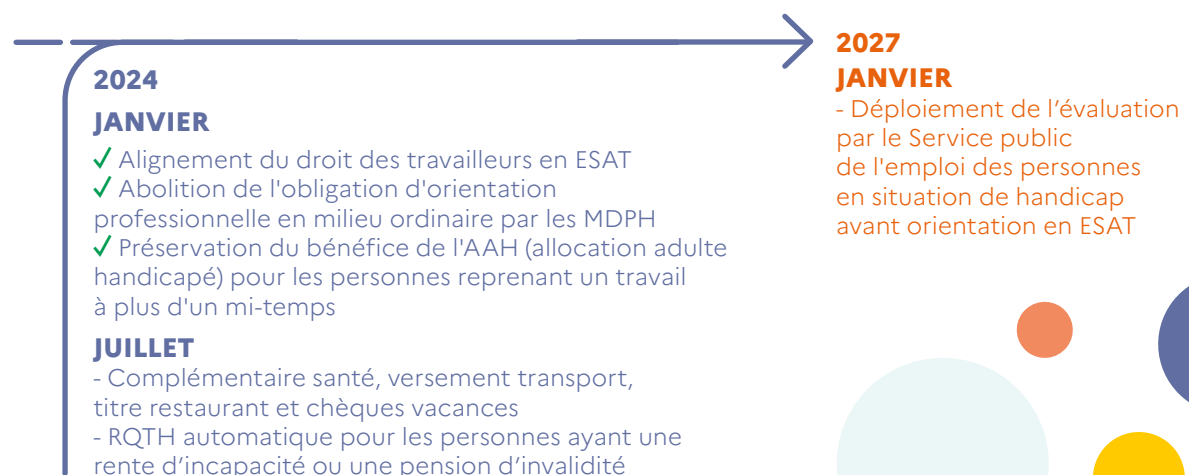 2024
JANVIER
✓ Alignement du droit des travailleurs en ESAT
✓ Abolition de l'obligation d'orientation
professionnelle en milieu ordinaire par les MDPH
✓ Préservation du bénéfice de l'AAH (allocation adulte
handicapé) pour les personnes reprenant un travail
à plus d'un mi-temps
JUILLET
- Complémentaire santé, versement transport,
titre restaurant et chèques vacances
- RQTH automatique pour les personnes ayant une
rente d’incapacité ou une pension d’invalidité
2027
JANVIER
- Déploiement de l’évaluation
par le Service public
de l'emploi des personnes
en situation de handicap
avant orientation en ESAT